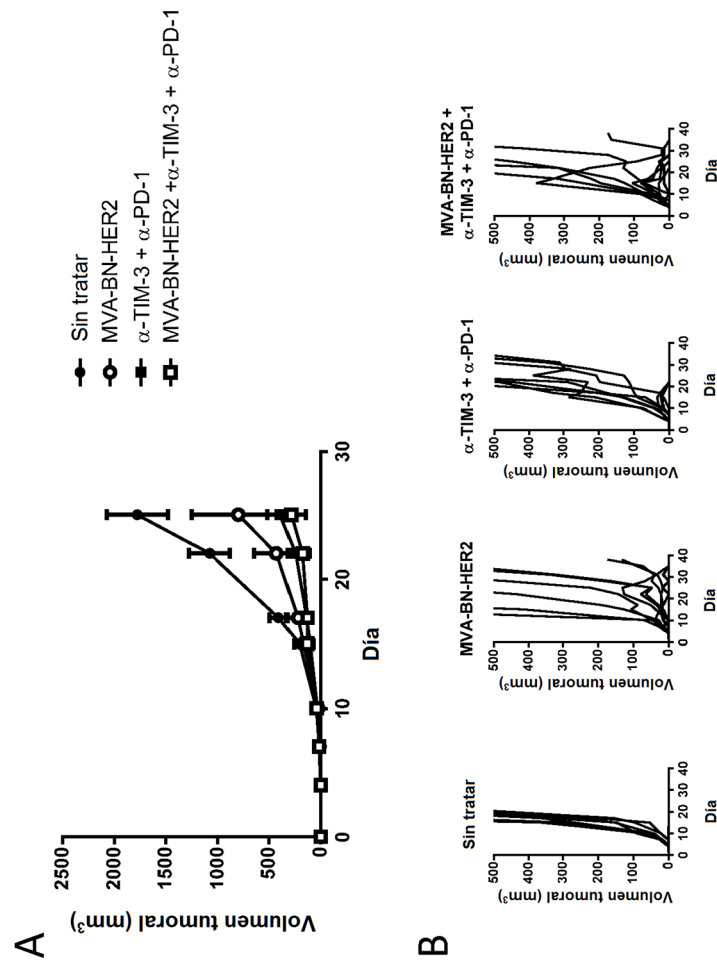 A
Volumen tumoral (mm³)
2500
2000
1500
1000
500
0
0
10
20
30
Día
Sin tratar
MVA-BN-HER2
α-TIM-3 + α-PD-1
MVA-BN-HER2 +α-TIM-3 + α-PD-1
B
Sin tratar
Volumen tumoral (mm³)
500
400
300
200
100
0
0 10 20 30 40
Día
MVA-BN-HER2
Volumen tumoral (mm³)
500
400
300
200
100
0
0 10 20 30 40
Día
α-TIM-3 + α-PD-1
Volumen tumoral (mm³)
500
400
300
200
100
0
0 10 20 30 40
Día
MVA-BN-HER2 +
α-TIM-3 + α-PD-1
Volumen tumoral (mm³)
500
400
300
200
100
0
0 10 20 30 40
Día